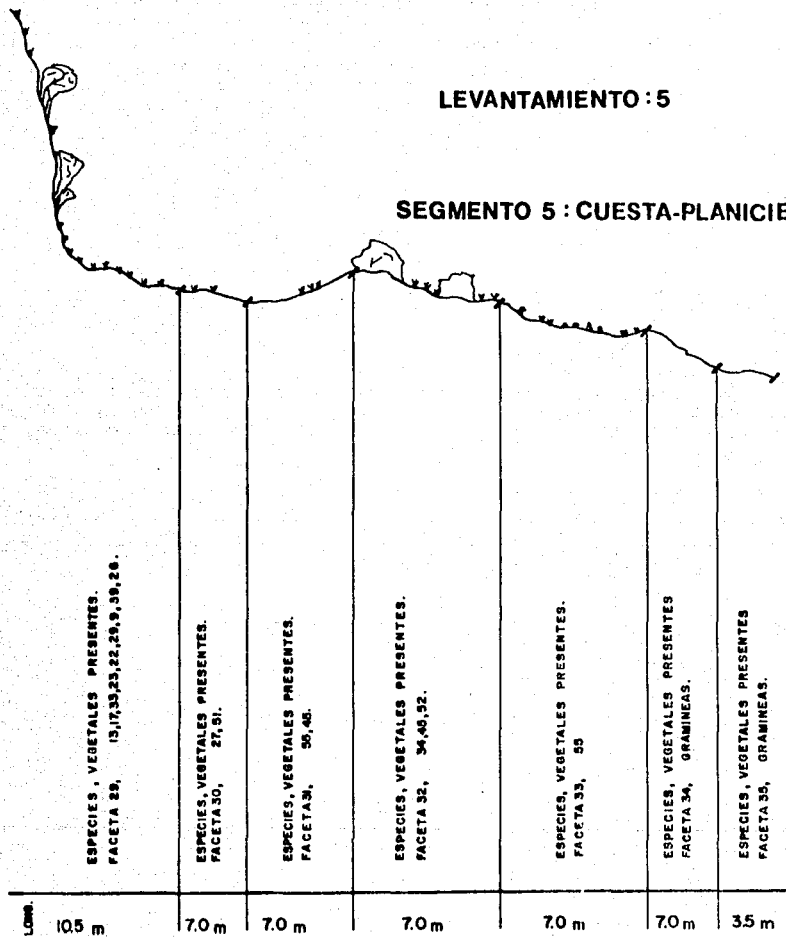 LEVANTAMIENTO : 5
SEGMENTO 5 : CUESTA-PLANICIE
ESPECIES, VEGETALES PRESENTES.
FACETA 29, 13,17,33,23,22,29,9,39,26.
ESPECIES, VEGETALES PRESENTES.
FACETA 30, 27,51.
ESPECIES, VEGETALES PRESENTES.
FACETA 31,
ESPECIES, VEGETALES PRESENTES.
FACETA 32, 34,45,52.
ESPECIES, VEGETALES PRESENTES.
FACETA 33, 55
ESPECIES, VEGETALES PRESENTES
FACETA 34, GRAMINEAS.
ESPECIES, VEGETALES PRESENTES
FACETA 35, GRAMINEAS.
LONG.
10.5 m
7.0 m
7.0 m
7.0 m
7.0 m
7.0 m
3.5 m